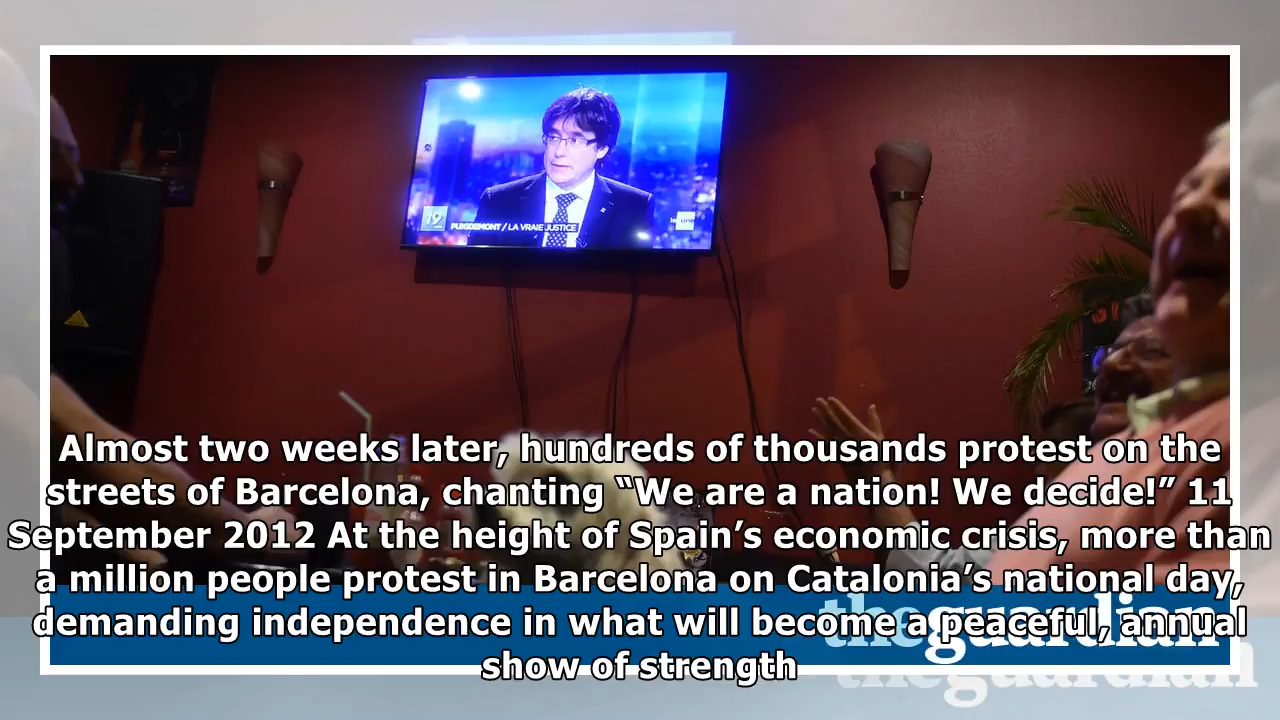 19
PUIGDEMONT / LA VRAIE JUSTICE
Almost two weeks later, hundreds of thousands protest on the
streets of Barcelona, chanting “We are a nation! We decide!” 11
September 2012 At the height of Spain’s economic crisis, more than
a million people protest in Barcelona on Catalonia’s national day,
demanding independence in what will become a peaceful, annual
show of strength
theguardian
theguardian